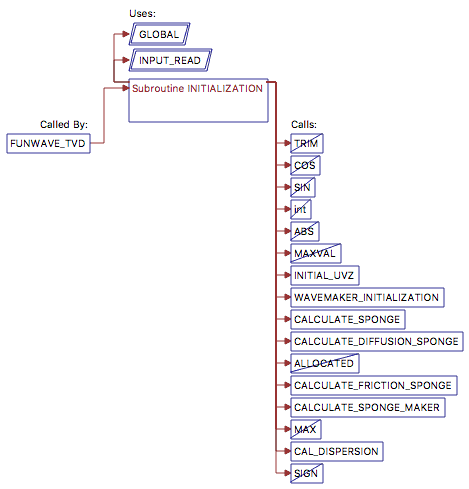 Uses:
GLOBAL
INPUT_READ
Subroutine INITIALIZATION
Called By:
FUNWAVE_TVD
Calls:
TRIM
COS
SIN
int
ABS
MAXVAL
INITIAL_UVZ
WAVEMAKER_INITIALIZATION
CALCULATE_SPONGE
CALCULATE_DIFFUSION_SPONGE
ALLOCATED
CALCULATE_FRICTION_SPONGE
CALCULATE_SPONGE_MAKER
MAX
CAL_DISPERSION
SIGN